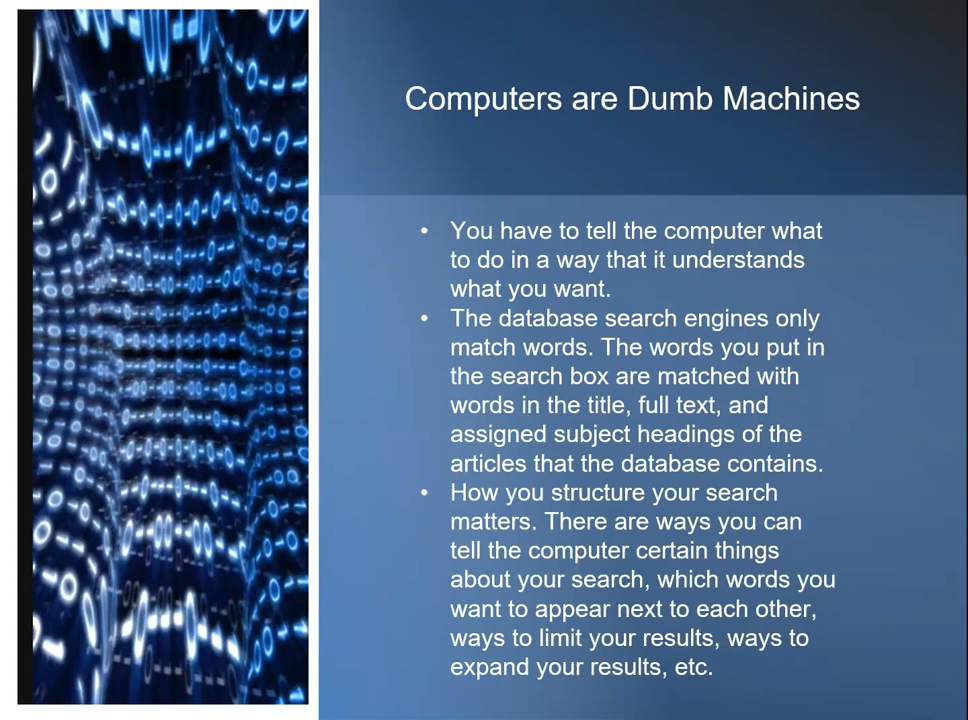 Computers are Dumb Machines
• You have to tell the computer what
to do in a way that it understands
what you want.
• The database search engines only
match words. The words you put in
the search box are matched with
words in the title, full text, and
assigned subject headings of the
articles that the database contains.
• How you structure your search
matters. There are ways you can
tell the computer certain things
about your search, which words you
want to appear next to each other,
ways to limit your results, ways to
expand your results, etc.